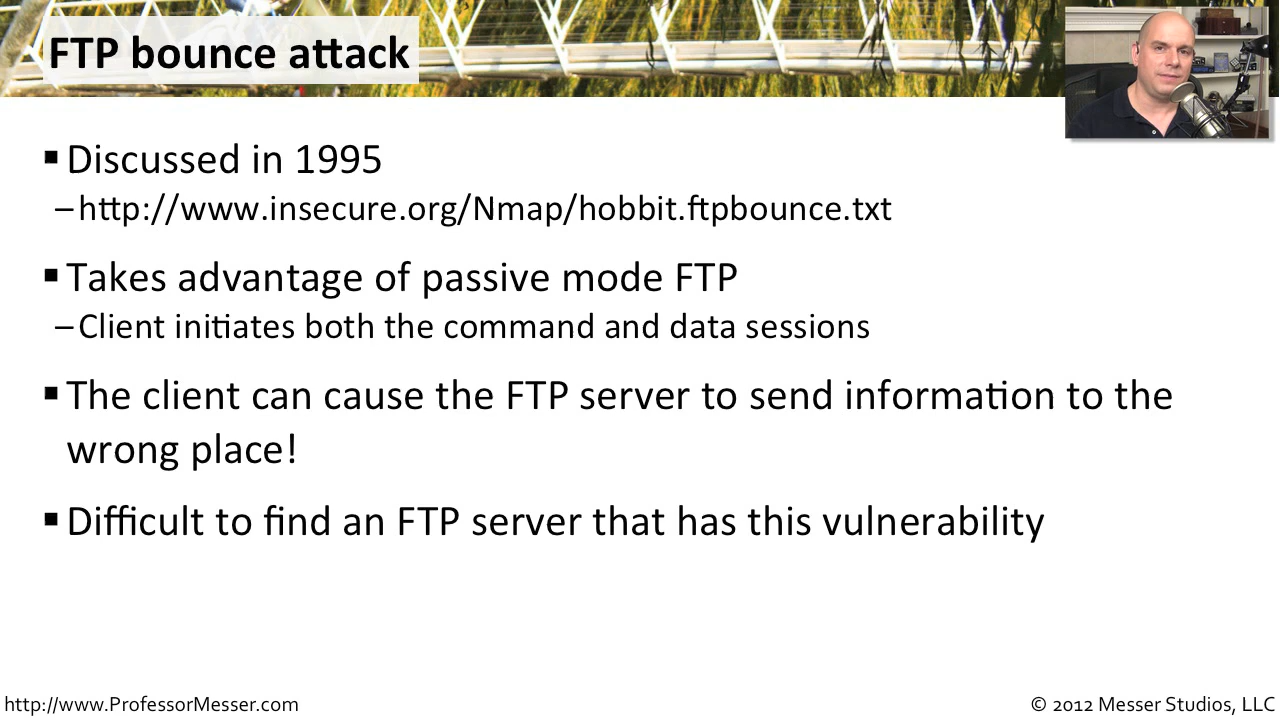 FTP bounce attack
▪ Discussed in 1995
– http://www.insecure.org/Nmap/hobbit.ftpbounce.txt
▪ Takes advantage of passive mode FTP
– Client initiates both the command and data sessions
▪ The client can cause the FTP server to send information to the
wrong place!
▪ Difficult to find an FTP server that has this vulnerability
http://www.ProfessorMesser.com
© 2012 Messer Studios, LLC